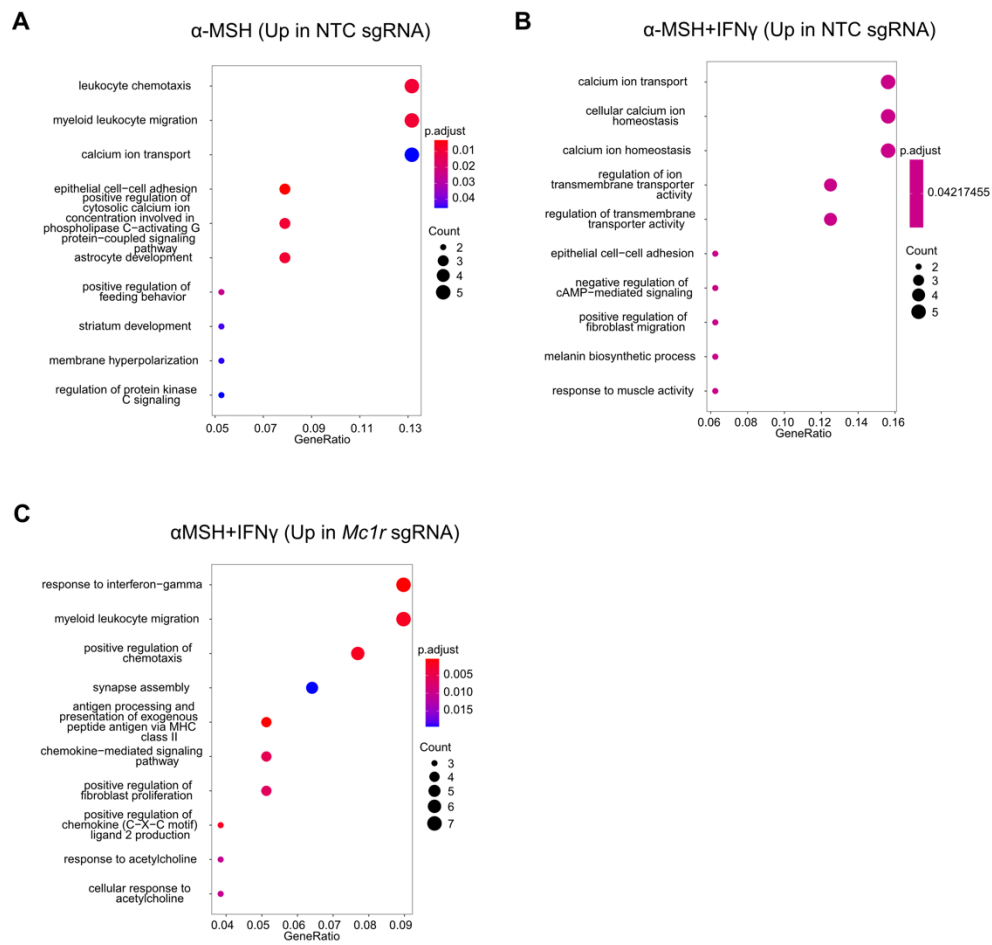 A
α-MSH (Up in NTC sgRNA)
leukocyte chemotaxis
myeloid leukocyte migration
calcium ion transport
epithelial cell−cell adhesion
positive regulation of
cytosolic calcium ion
concentration involved in
phospholipase C−activating G
protein−coupled signaling
pathway
astrocyte development
positive regulation of
feeding behavior
striatum development
membrane hyperpolarization
regulation of protein kinase
C signaling
0.05 0.07 0.09 0.11 0.13
GeneRatio
p.adjust
0.01
0.02
0.03
0.04
Count
2
3
4
5
B
α-MSH+IFNγ (Up in NTC sgRNA)
calcium ion transport
cellular calcium ion
homeostasis
calcium ion homeostasis
regulation of ion
transmembrane transporter
activity
regulation of transmembrane
transporter activity
epithelial cell−cell adhesion
negative regulation of
cAMP−mediated signaling
positive regulation of
fibroblast migration
melanin biosynthetic process
response to muscle activity
0.06 0.08 0.10 0.12 0.14 0.16
GeneRatio
p.adjust
0.04217455
Count
2
3
4
5
C
αMSH+IFNγ (Up in Mc1r sgRNA)
response to interferon−gamma
myeloid leukocyte migration
positive regulation of
chemotaxis
synapse assembly
antigen processing and
presentation of exogenous
peptide antigen via MHC
class II
chemokine−mediated signaling
pathway
positive regulation of
fibroblast proliferation
positive regulation of
chemokine (C−X−C motif)
ligand 2 production
response to acetylcholine
cellular response to
acetylcholine
0.04 0.05 0.06 0.07 0.08 0.09
GeneRatio
p.adjust
0.005
0.010
0.015
Count
3
4
5
6
7